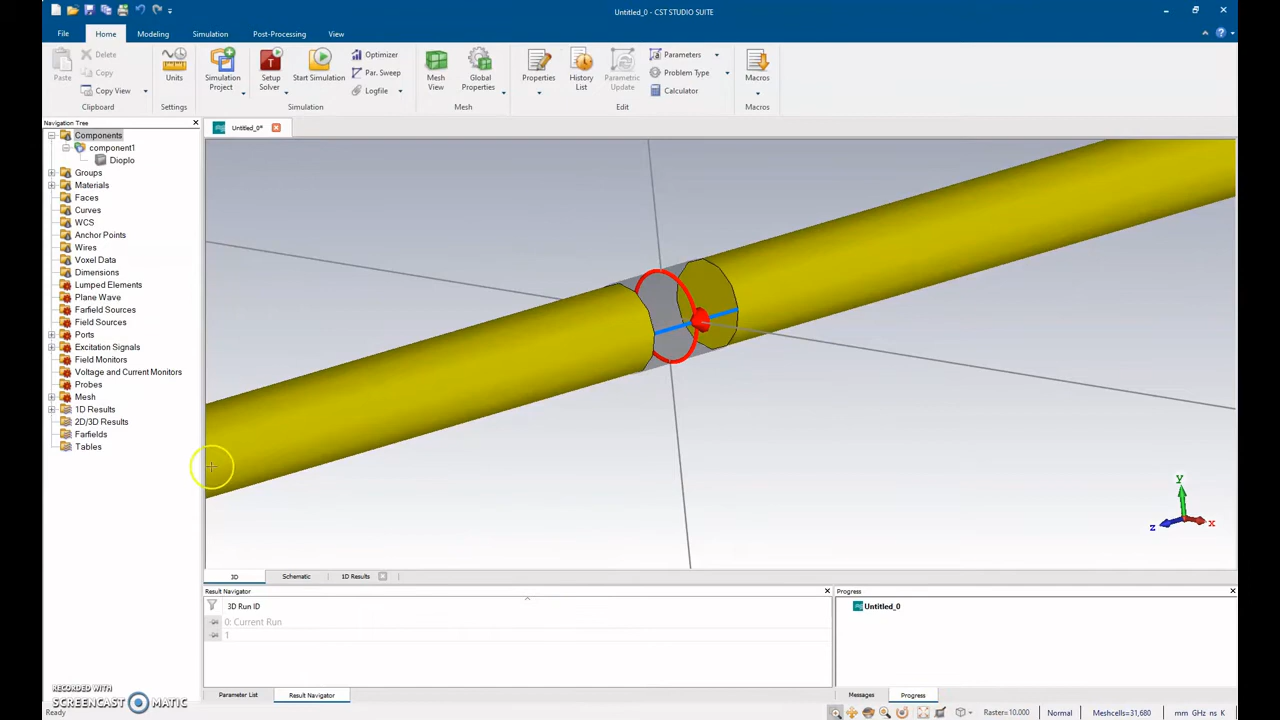 Untitled_0 - CST STUDIO SUITE
File Home Modeling Simulation Post-Processing View
Paste
Delete
Copy
Copy View
Clipboard
Units
Settings
Simulation Project
Setup Solver
Start Simulation
Optimizer
Par. Sweep
Logfile
Simulation
Mesh View
Global Properties
Mesh
Properties
History List
Parametric Update
Parameters
Problem Type
Calculator
Edit
Macros
Macros
Navigation Tree
Untitled_0*
Components
component1
Dioplo
Groups
Materials
Faces
Curves
WCS
Anchor Points
Wires
Voxel Data
Dimensions
Lumped Elements
Plane Wave
Farfield Sources
Field Sources
Ports
Excitation Signals
Field Monitors
Voltage and Current Monitors
Probes
Mesh
1D Results
2D/3D Results
Farfields
Tables
y
z
x
3D Schematic 1D Results
Result Navigator
3D Run ID
0: Current Run
1
Parameter List Result Navigator
Progress
Untitled_0
Messages Progress
RECORDED WITH
SCREENCAST MATIC
Ready
Raster=10.000 Normal Meshcells=31,680 mm GHz ns K